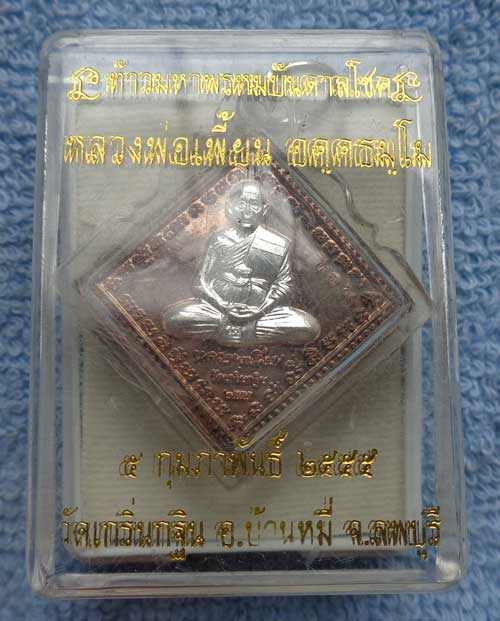 ๕ ท้าวมหาพรหมบันดาลโชค ๕
หลวงพ่อเพี้ยน อคฺคธมฺโม
๕ กุมภาพันธ์ ๒๕๕๕
วัดเกริ่นกฐิน อ.บ้านหมี่ จ.ลพบุรี